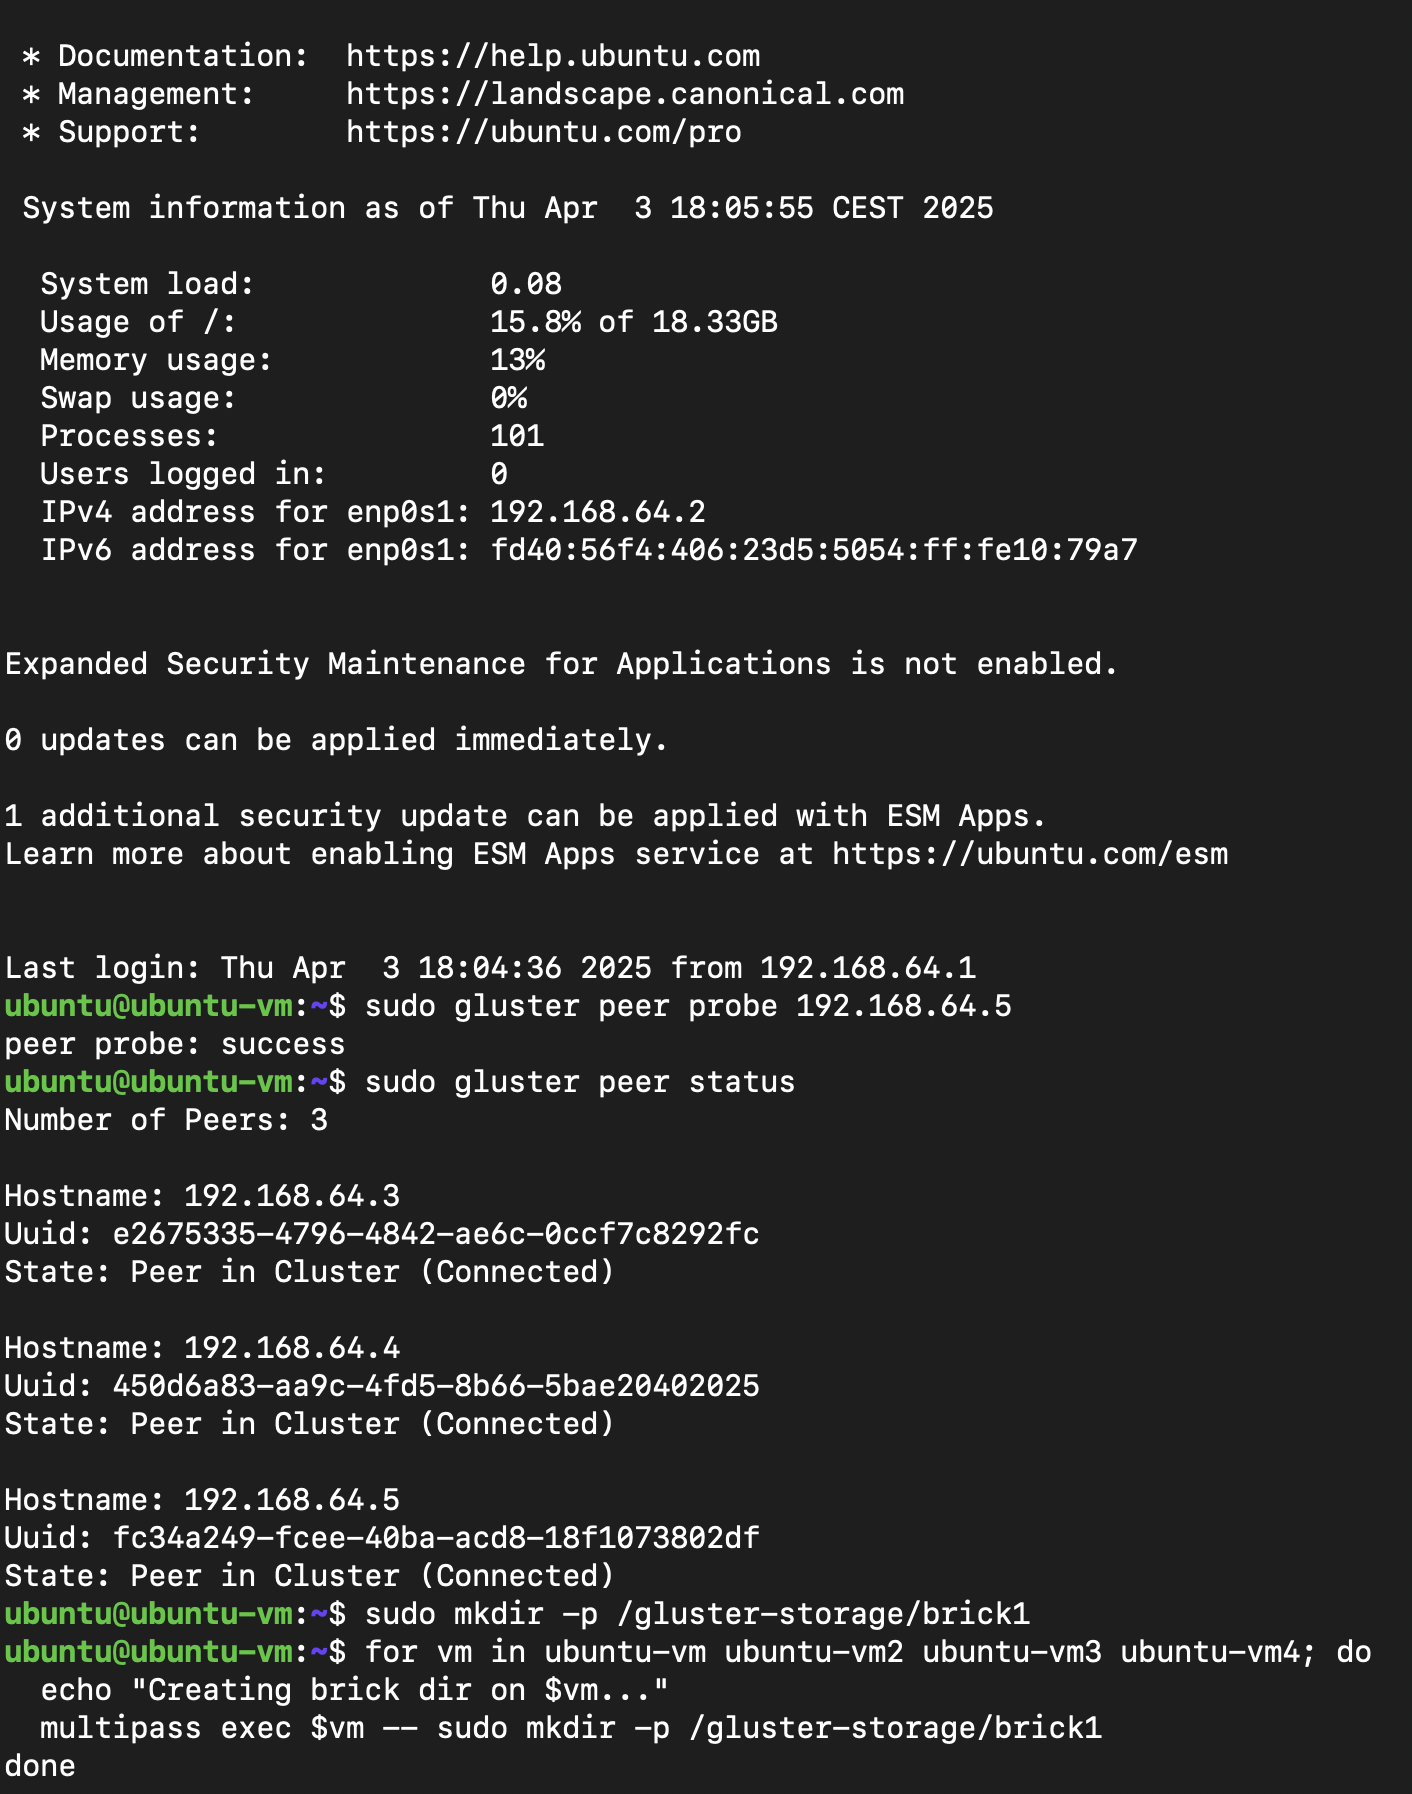 * Documentation:  https://help.ubuntu.com
* Management:     https://landscape.canonical.com
* Support:        https://ubuntu.com/pro
System information as of Thu Apr  3 18:05:55 CEST 2025
System load:             0.08
Usage of /:              15.8% of 18.33GB
Memory usage:            13%
Swap usage:              0%
Processes:               101
Users logged in:         0
IPv4 address for enp0s1: 192.168.64.2
IPv6 address for enp0s1: fd40:56f4:406:23d5:5054:ff:fe10:79a7
Expanded Security Maintenance for Applications is not enabled.
0 updates can be applied immediately.
1 additional security update can be applied with ESM Apps.
Learn more about enabling ESM Apps service at https://ubuntu.com/esm
Last login: Thu Apr  3 18:04:36 2025 from 192.168.64.1
ubuntu@ubuntu-vm:~$ sudo gluster peer probe 192.168.64.5
peer probe: success
ubuntu@ubuntu-vm:~$ sudo gluster peer status
Number of Peers: 3
Hostname: 192.168.64.3
Uuid: e2675335-4796-4842-ae6c-0ccf7c8292fc
State: Peer in Cluster (Connected)
Hostname: 192.168.64.4
Uuid: 450d6a83-aa9c-4fd5-8b66-5bae20402025
State: Peer in Cluster (Connected)
Hostname: 192.168.64.5
Uuid: fc34a249-fcee-40ba-acd8-18f1073802df
State: Peer in Cluster (Connected)
ubuntu@ubuntu-vm:~$ sudo mkdir -p /gluster-storage/brick1
ubuntu@ubuntu-vm:~$ for vm in ubuntu-vm ubuntu-vm2 ubuntu-vm3 ubuntu-vm4; do
  echo "Creating brick dir on $vm..."
  multipass exec $vm -- sudo mkdir -p /gluster-storage/brick1
done